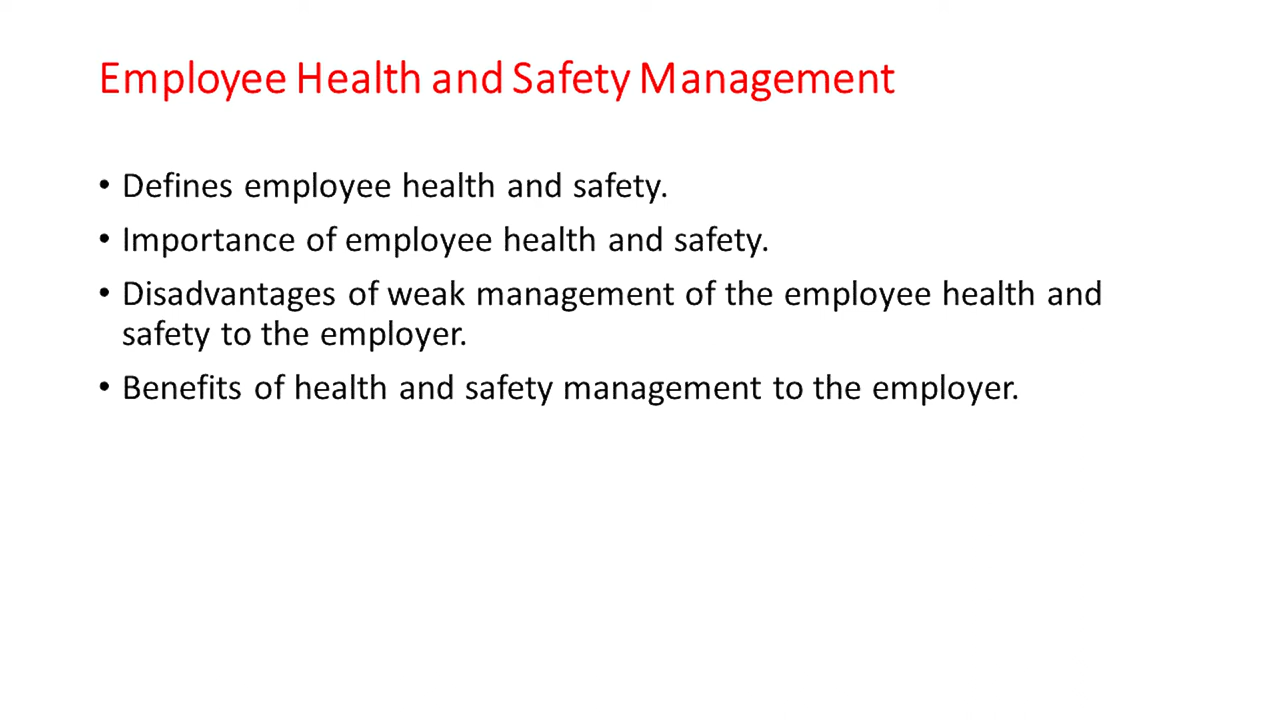 Employee Health and Safety Management
• Defines employee health and safety.
• Importance of employee health and safety.
• Disadvantages of weak management of the employee health and
safety to the employer.
• Benefits of health and safety management to the employer.